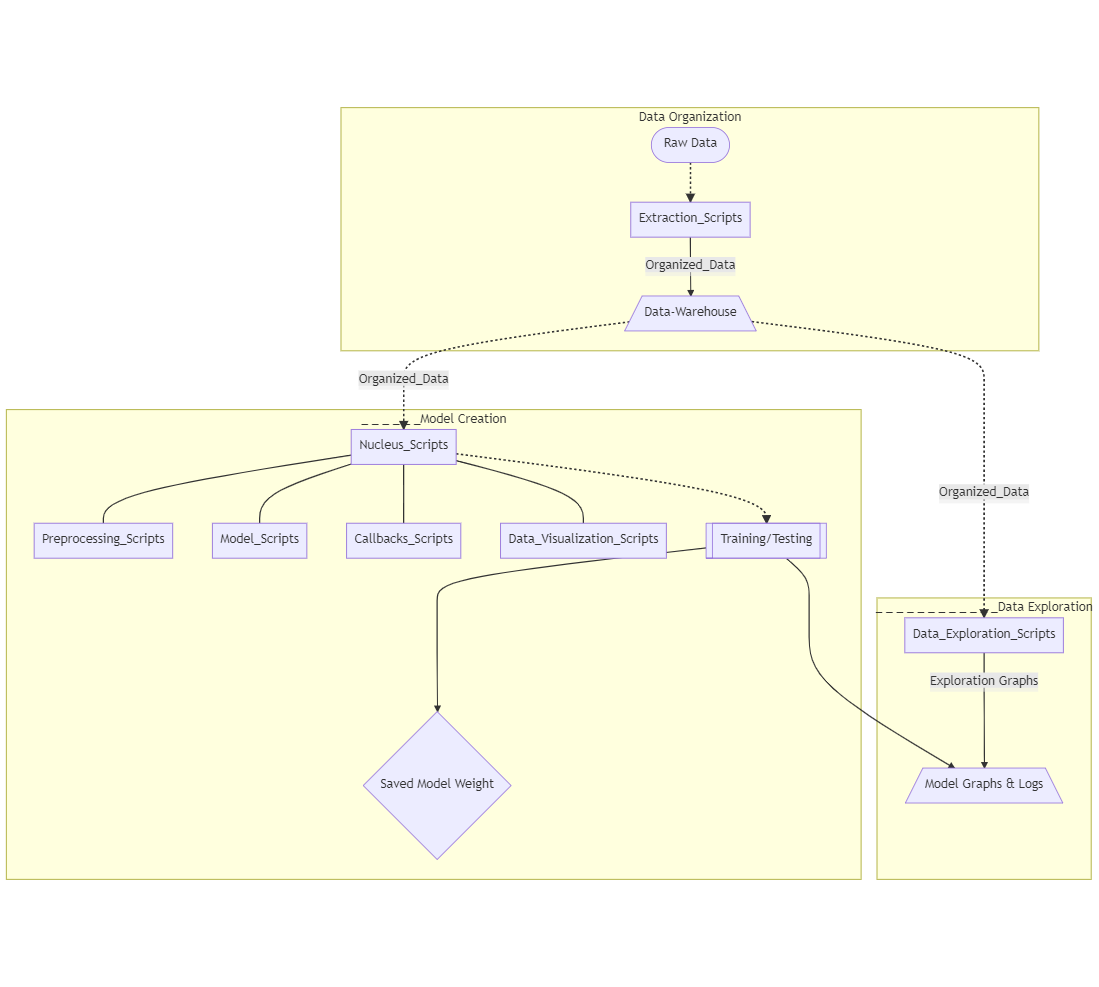 Data Organization
Raw Data
Extraction_Scripts
Organized_Data
Data-Warehouse
Organized_Data
Model Creation
Nucleus_Scripts
Organized_Data
Preprocessing_Scripts
Model_Scripts
Callbacks_Scripts
Data_Visualization_Scripts
Training/Testing
Data Exploration
Data_Exploration_Scripts
Exploration Graphs
Saved Model Weight
Model Graphs & Logs